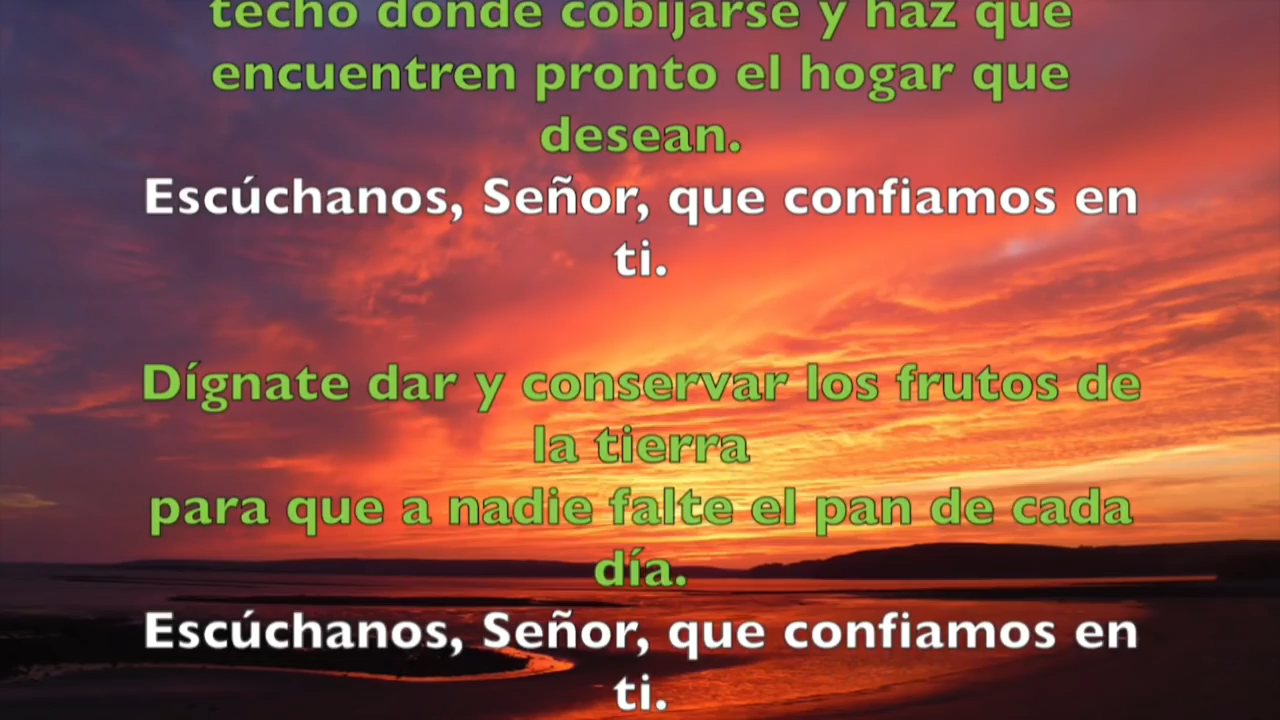 techo donde cobijarse y haz que
encuentren pronto el hogar que
desean.
Escúchanos, Señor, que confiamos en
ti.
Dígnate dar y conservar los frutos de
la tierra
para que a nadie falte el pan de cada
día.
Escúchanos, Señor, que confiamos en
ti.